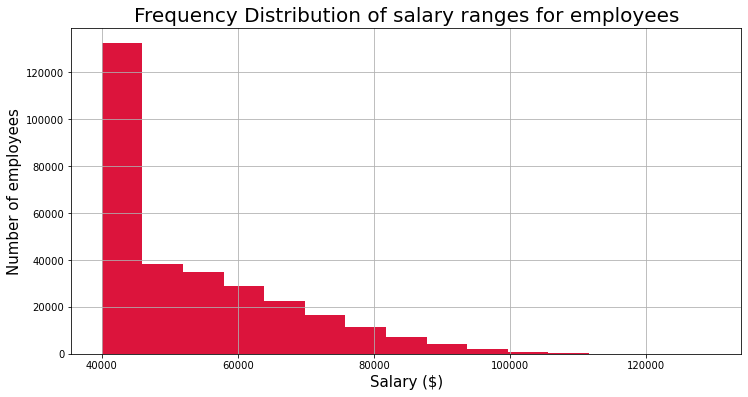 Frequency Distribution of salary ranges for employees
Number of employees
120000
100000
80000
60000
40000
20000
0
40000 60000 80000 100000 120000
Salary ($)